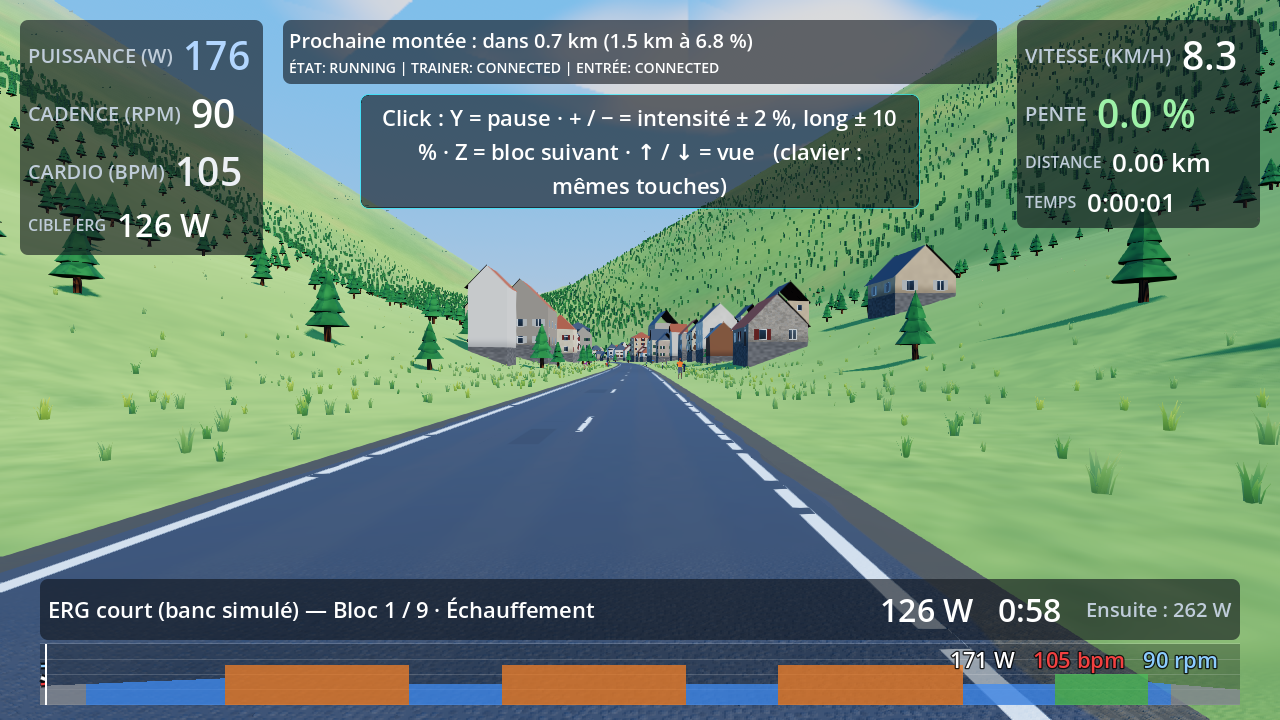 PUISSANCE (W) 176
CADENCE (RPM) 90
CARDIO (BPM) 105
CIBLE ERG 126 W
Prochaine montée : dans 0.7 km (1.5 km à 6.8 %)
ÉTAT: RUNNING | TRAINER: CONNECTED | ENTRÉE: CONNECTED
Click : Y = pause · + / − = intensité ± 2 %, long ± 10
% · Z = bloc suivant · ↑ / ↓ = vue (clavier :
mêmes touches)
VITESSE (KM/H) 8.3
PENTE 0.0 %
DISTANCE 0.00 km
TEMPS 0:00:01
ERG court (banc simulé) — Bloc 1 / 9 · Échauffement 126 W 0:58 Ensuite : 262 W
171 W 105 bpm 90 rpm